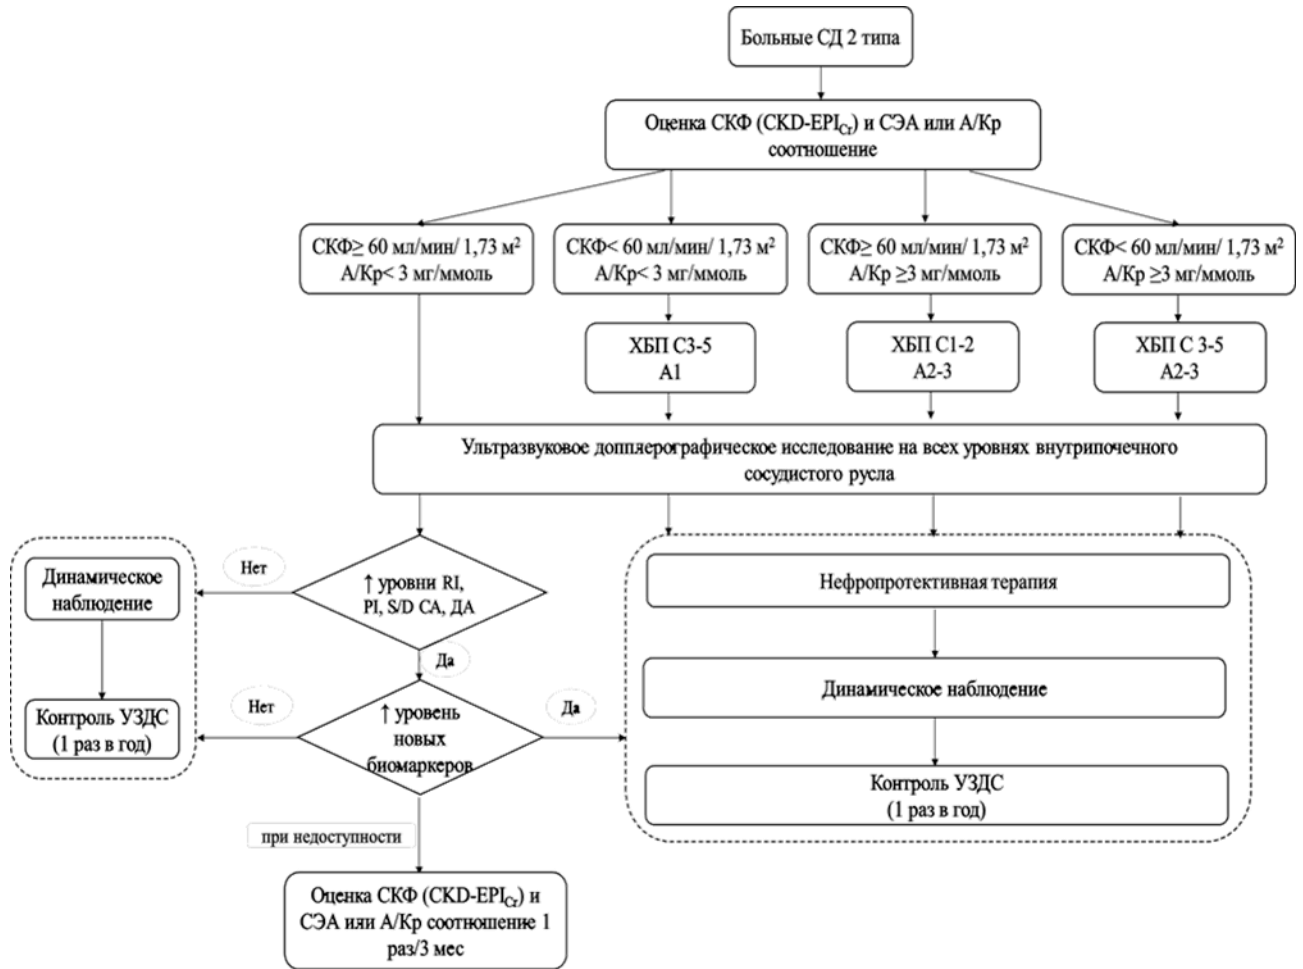 Больные СД 2 типа
Оценка СКФ (CKD-EPICr) и СЭА или А/Кр
соотношение
СКФ≥ 60 мл/мин/ 1,73 м²
А/Кр< 3 мг/ммоль
СКФ< 60 мл/мин/ 1,73 м²
А/Кр< 3 мг/ммоль
СКФ≥ 60 мл/мин/ 1,73 м²
А/Кр ≥3 мг/ммоль
СКФ< 60 мл/мин/ 1,73 м²
А/Кр ≥3 мг/ммоль
ХБП С3-5
А1
ХБП С1-2
А2-3
ХБП С 3-5
А2-3
Ультразвуковое допплерографическое исследование на всех уровнях внутрипочечного
сосудистого русла
Нет
Динамическое
наблюдение
↑ уровни RI,
PI, S/D СА, ДА
Нефропротективная терапия
Да
Динамическое наблюдение
Нет
Да
Контроль УЗДС
(1 раз в год)
↑ уровень
новых
биомаркеров
Контроль УЗДС
(1 раз в год)
при недоступности
Оценка СКФ (CKD-EPICr) и
СЭА или А/Кр соотношение 1
раз/3 мес